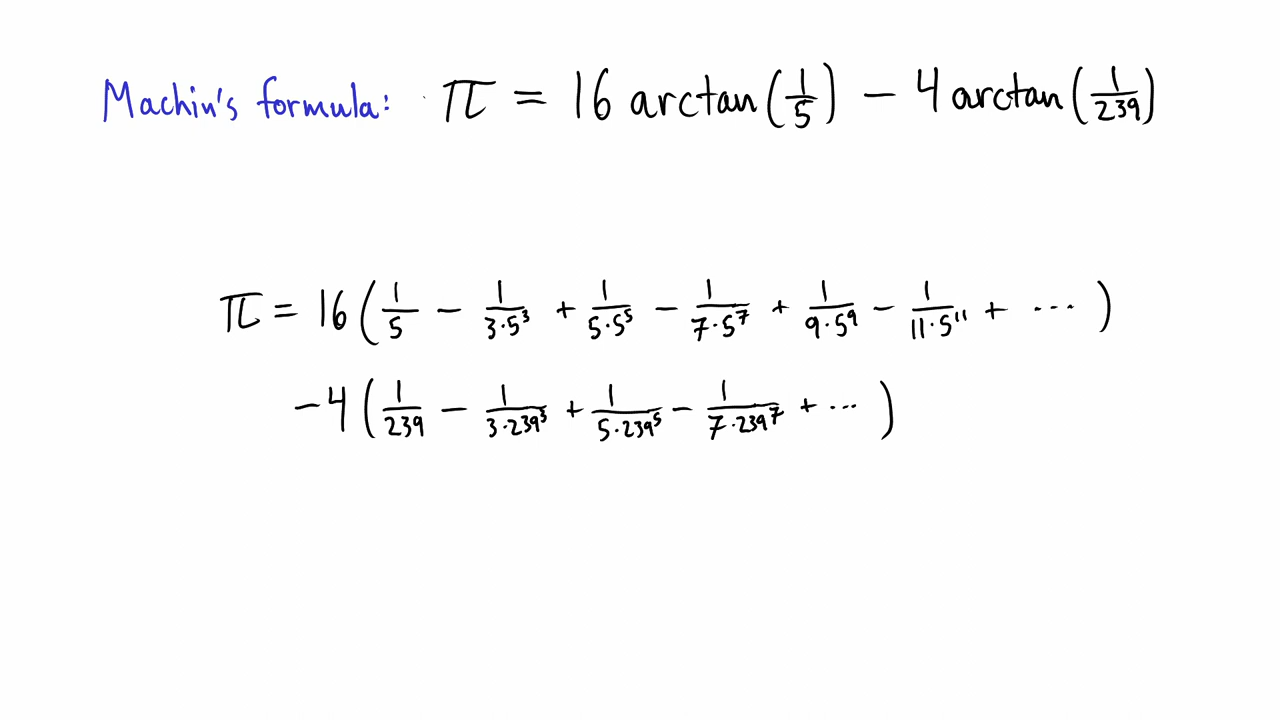 Machin's formula: π = 16 arctan(1/5) − 4 arctan(1/239)
π = 16(1/5 − 1/(3·5³) + 1/(5·5⁵) − 1/(7·5⁷) + 1/(9·5⁹) − 1/(11·5¹¹) + ⋯)
−4(1/239 − 1/(3·239³) + 1/(5·239⁵) − 1/(7·239⁷) + ⋯)